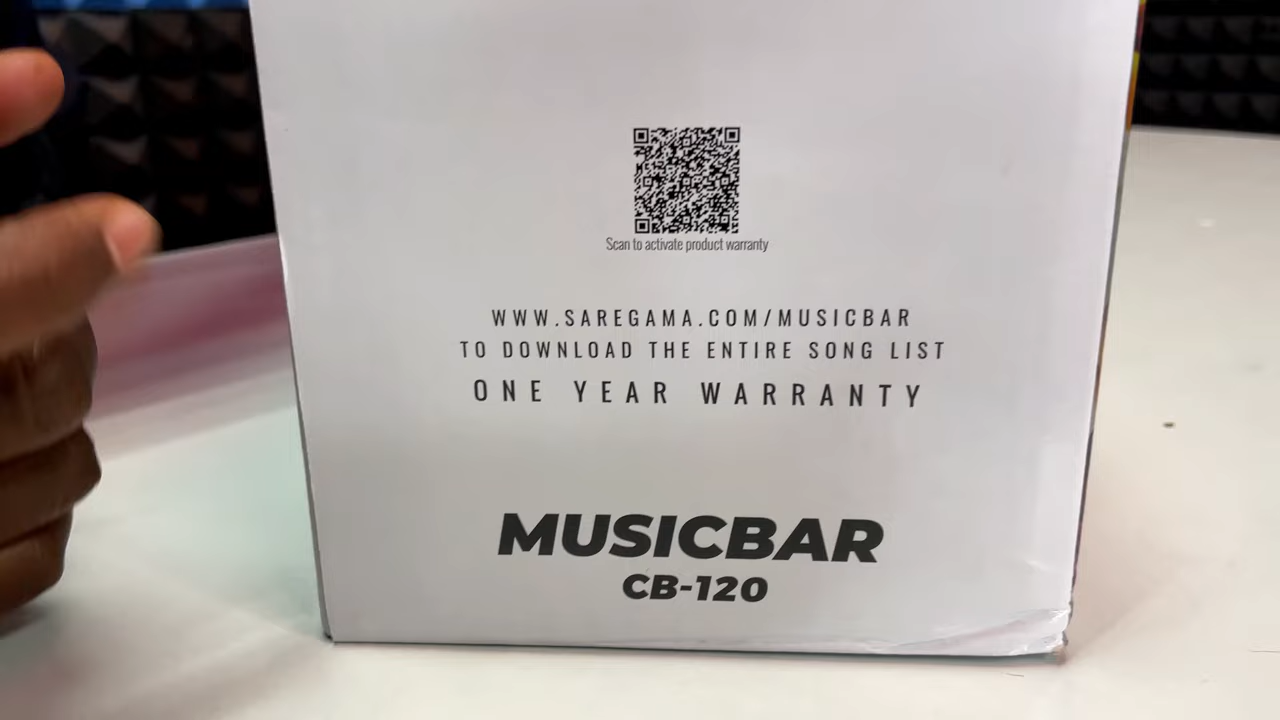 Scan to activate product warranty
WWW.SAREGAMA.COM/MUSICBAR
TO DOWNLOAD THE ENTIRE SONG LIST
ONE YEAR WARRANTY
MUSICBAR
CB-120